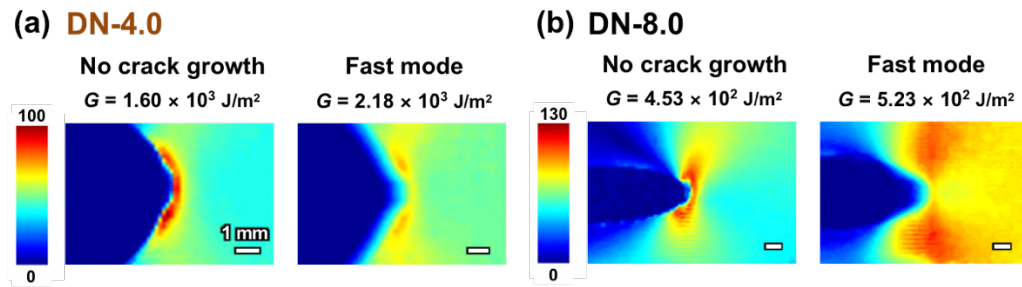 (a) DN-4.0
No crack growth
G = 1.60 × 10³ J/m²
Fast mode
G = 2.18 × 10³ J/m²
100
0
1 mm
(b) DN-8.0
No crack growth
G = 4.53 × 10² J/m²
Fast mode
G = 5.23 × 10² J/m²
130
0